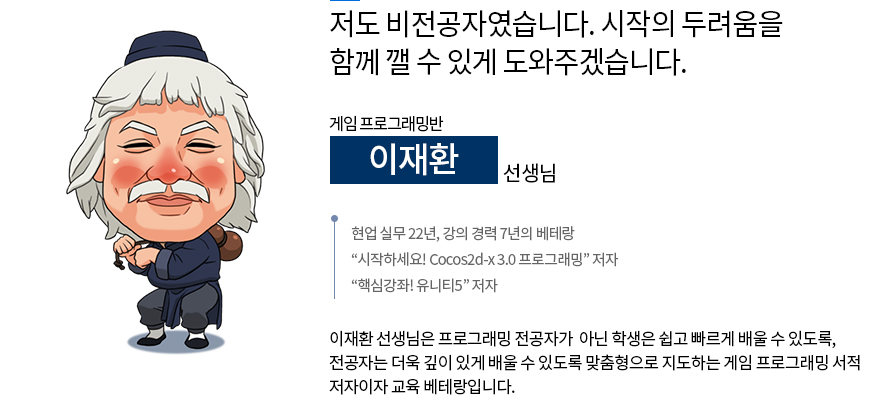 저도 비전공자였습니다. 시작의 두려움을
함께 깰 수 있게 도와주겠습니다.
게임 프로그래밍반
이재환 선생님
현업 실무 22년, 강의 경력 7년의 베테랑
“시작하세요! Cocos2d-x 3.0 프로그래밍” 저자
“핵심강좌! 유니티5” 저자
이재환 선생님은 프로그래밍 전공자가 아닌 학생은 쉽고 빠르게 배울 수 있도록,
전공자는 더욱 깊이 있게 배울 수 있도록 맞춤형으로 지도하는 게임 프로그래밍 서적
저자이자 교육 베테랑입니다.